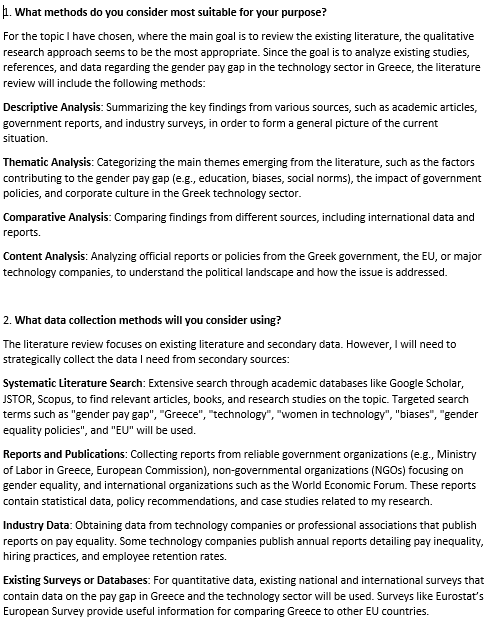 1. What methods do you consider most suitable for your purpose?
For the topic I have chosen, where the main goal is to review the existing literature, the qualitative
research approach seems to be the most appropriate. Since the goal is to analyze existing studies,
references, and data regarding the gender pay gap in the technology sector in Greece, the literature
review will include the following methods:
Descriptive Analysis: Summarizing the key findings from various sources, such as academic articles,
government reports, and industry surveys, in order to form a general picture of the current
situation.
Thematic Analysis: Categorizing the main themes emerging from the literature, such as the factors
contributing to the gender pay gap (e.g., education, biases, social norms), the impact of government
policies, and corporate culture in the Greek technology sector.
Comparative Analysis: Comparing findings from different sources, including international data and
reports.
Content Analysis: Analyzing official reports or policies from the Greek government, the EU, or major
technology companies, to understand the political landscape and how the issue is addressed.
2. What data collection methods will you consider using?
The literature review focuses on existing literature and secondary data. However, I will need to
strategically collect the data I need from secondary sources:
Systematic Literature Search: Extensive search through academic databases like Google Scholar,
JSTOR, Scopus, to find relevant articles, books, and research studies on the topic. Targeted search
terms such as "gender pay gap", "Greece", "technology", "women in technology", "biases", "gender
equality policies", and "EU" will be used.
Reports and Publications: Collecting reports from reliable government organizations (e.g., Ministry
of Labor in Greece, European Commission), non-governmental organizations (NGOs) focusing on
gender equality, and international organizations such as the World Economic Forum. These reports
contain statistical data, policy recommendations, and case studies related to my research.
Industry Data: Obtaining data from technology companies or professional associations that publish
reports on pay equality. Some technology companies publish annual reports detailing pay inequality,
hiring practices, and employee retention rates.
Existing Surveys or Databases: For quantitative data, existing national and international surveys that
contain data on the pay gap in Greece and the technology sector will be used. Surveys like Eurostat's
European Survey provide useful information for comparing Greece to other EU countries.